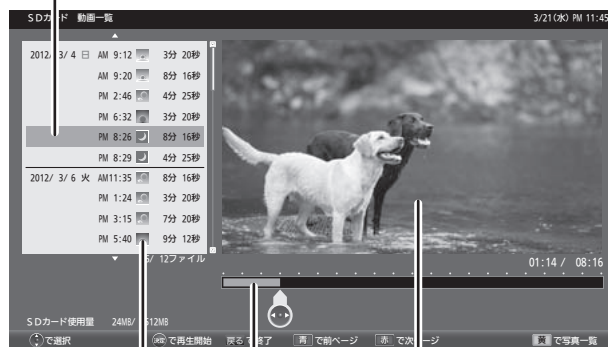 SDカード 動画一覧
3/21(水) PM 11:45
2012/ 3/ 4 日 AM 9:12 3分 20秒
AM 9:20 8分 16秒
PM 2:46 4分 25秒
PM 6:32 3分 20秒
PM 8:26 8分 16秒
PM 8:29 4分 25秒
2012/ 3/ 6 火 AM11:35 8分 16秒
PM 1:24 3分 20秒
PM 3:15 7分 20秒
PM 5:40 9分 12秒
/ 12ファイル
01:14 / 08:16
SDカード使用量 24MB/ 512MB
で選択 決定 で再生開始 戻る で終了 青 で前ページ 赤 で次ページ 黄 で写真一覧